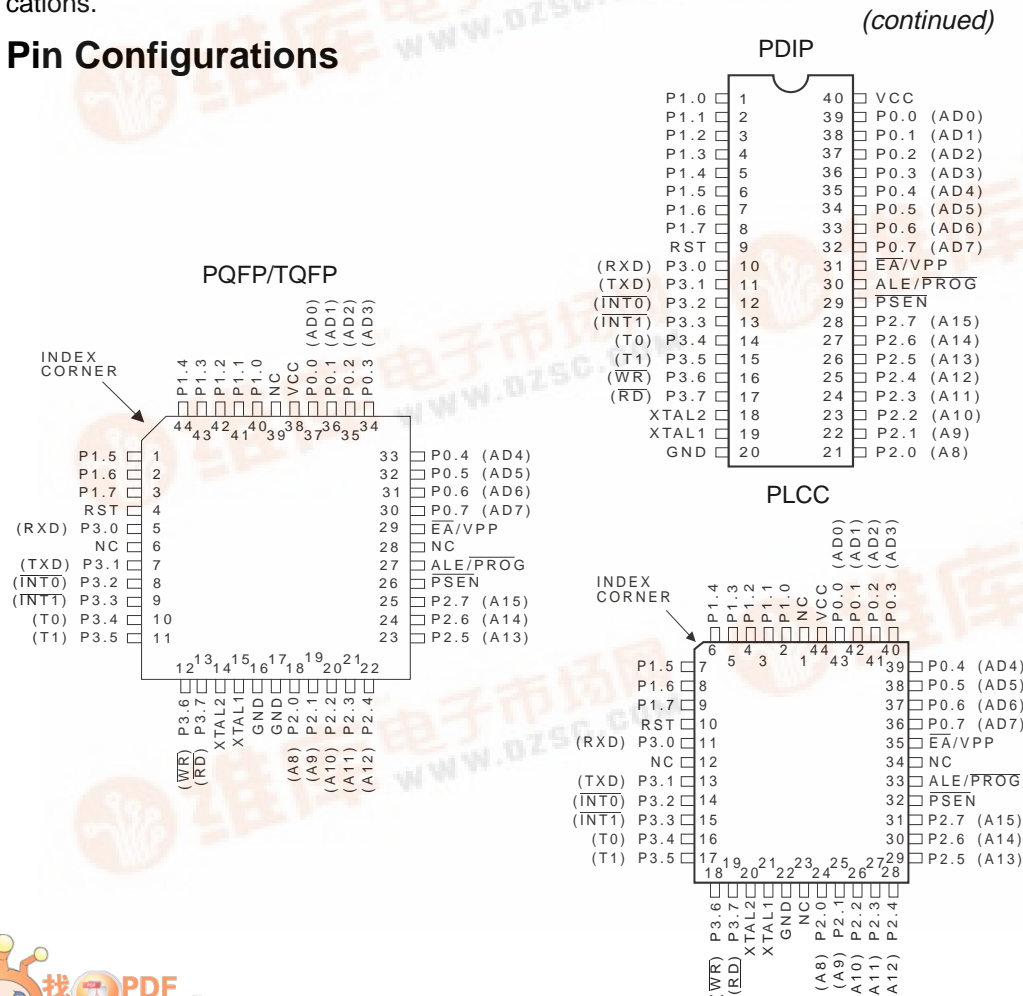 cations.
(continued)
Pin Configurations
PDIP
P1.0 1 40 VCC
P1.1 2 39 P0.0 (AD0)
P1.2 3 38 P0.1 (AD1)
P1.3 4 37 P0.2 (AD2)
P1.4 5 36 P0.3 (AD3)
P1.5 6 35 P0.4 (AD4)
P1.6 7 34 P0.5 (AD5)
P1.7 8 33 P0.6 (AD6)
RST 9 32 P0.7 (AD7)
(RXD) P3.0 10 31 EA/VPP
(TXD) P3.1 11 30 ALE/PROG
(INT0) P3.2 12 29 PSEN
(INT1) P3.3 13 28 P2.7 (A15)
(T0) P3.4 14 27 P2.6 (A14)
(T1) P3.5 15 26 P2.5 (A13)
(WR) P3.6 16 25 P2.4 (A12)
(RD) P3.7 17 24 P2.3 (A11)
XTAL2 18 23 P2.2 (A10)
XTAL1 19 22 P2.1 (A9)
GND 20 21 P2.0 (A8)
PQFP/TQFP
INDEX
CORNER
P1.4
P1.3
P1.2
P1.1
P1.0
NC
VCC
P0.0 (AD0)
P0.1 (AD1)
P0.2 (AD2)
P0.3 (AD3)
44 43 42 41 40 39 38 37 36 35 34
P1.5 1 33 P0.4 (AD4)
P1.6 2 32 P0.5 (AD5)
P1.7 3 31 P0.6 (AD6)
RST 4 30 P0.7 (AD7)
(RXD) P3.0 5 29 EA/VPP
NC 6 28 NC
(TXD) P3.1 7 27 ALE/PROG
(INT0) P3.2 8 26 PSEN
(INT1) P3.3 9 25 P2.7 (A15)
(T0) P3.4 10 24 P2.6 (A14)
(T1) P3.5 11 23 P2.5 (A13)
12 13 14 15 16 17 18 19 20 21 22
(WR) P3.6
(RD) P3.7
XTAL2
XTAL1
GND
GND
(A8) P2.0
(A9) P2.1
(A10) P2.2
(A11) P2.3
(A12) P2.4
PLCC
INDEX
CORNER
P1.4
P1.3
P1.2
P1.1
P1.0
NC
VCC
P0.0 (AD0)
P0.1 (AD1)
P0.2 (AD2)
P0.3 (AD3)
6 5 4 3 2 1 44 43 42 41 40
P1.5 7 39 P0.4 (AD4)
P1.6 8 38 P0.5 (AD5)
P1.7 9 37 P0.6 (AD6)
RST 10 36 P0.7 (AD7)
(RXD) P3.0 11 35 EA/VPP
NC 12 34 NC
(TXD) P3.1 13 33 ALE/PROG
(INT0) P3.2 14 32 PSEN
(INT1) P3.3 15 31 P2.7 (A15)
(T0) P3.4 16 30 P2.6 (A14)
(T1) P3.5 17 29 P2.5 (A13)
18 19 20 21 22 23 24 25 26 27 28
WR) P3.6
(RD) P3.7
XTAL2
XTAL1
GND
NC
(A8) P2.0
(A9) P2.1
A10) P2.2
A11) P2.3
A12) P2.4
找 PDF